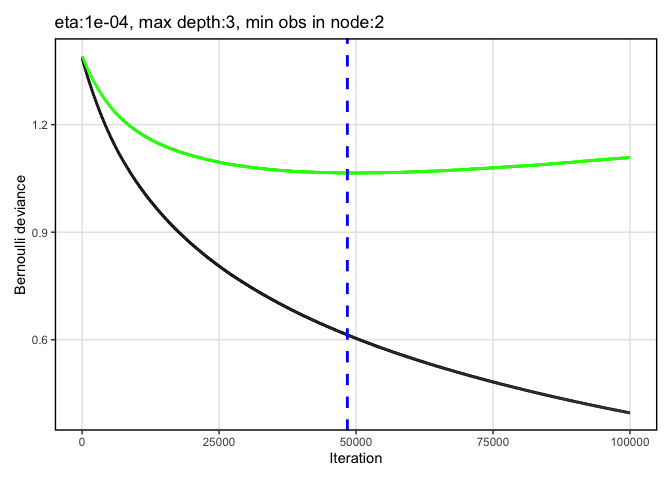 eta:1e-04, max depth:3, min obs in node:2
1.2
0.9
0.6
Bernoulli deviance
0 25000 50000 75000 100000
Iteration